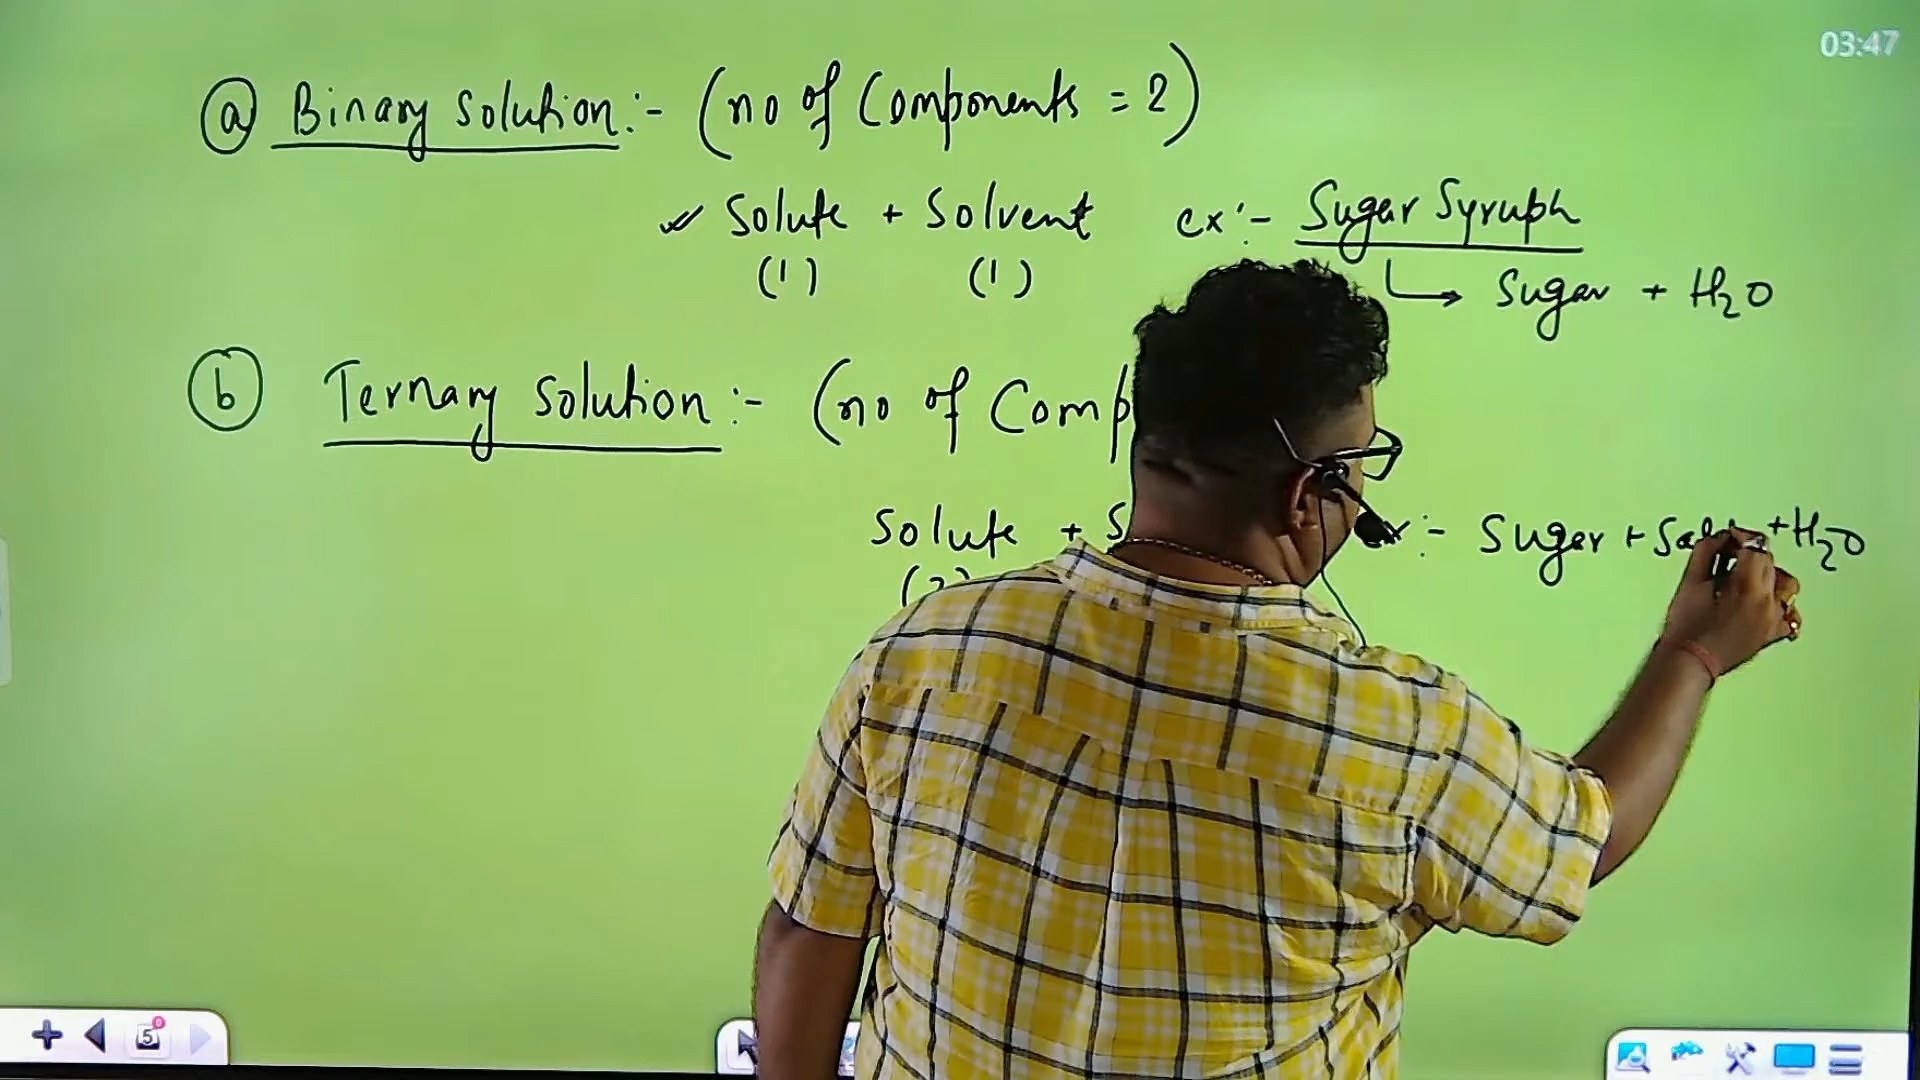 03:47
a Binary Solution :- (no of Components = 2)
✓ Solute + Solvent ex :- Sugar Syruph
(1) (1) Sugar + H2O
b Ternary Solution :- (no of Comp
Solute + S :- Sugar + + H2O
5